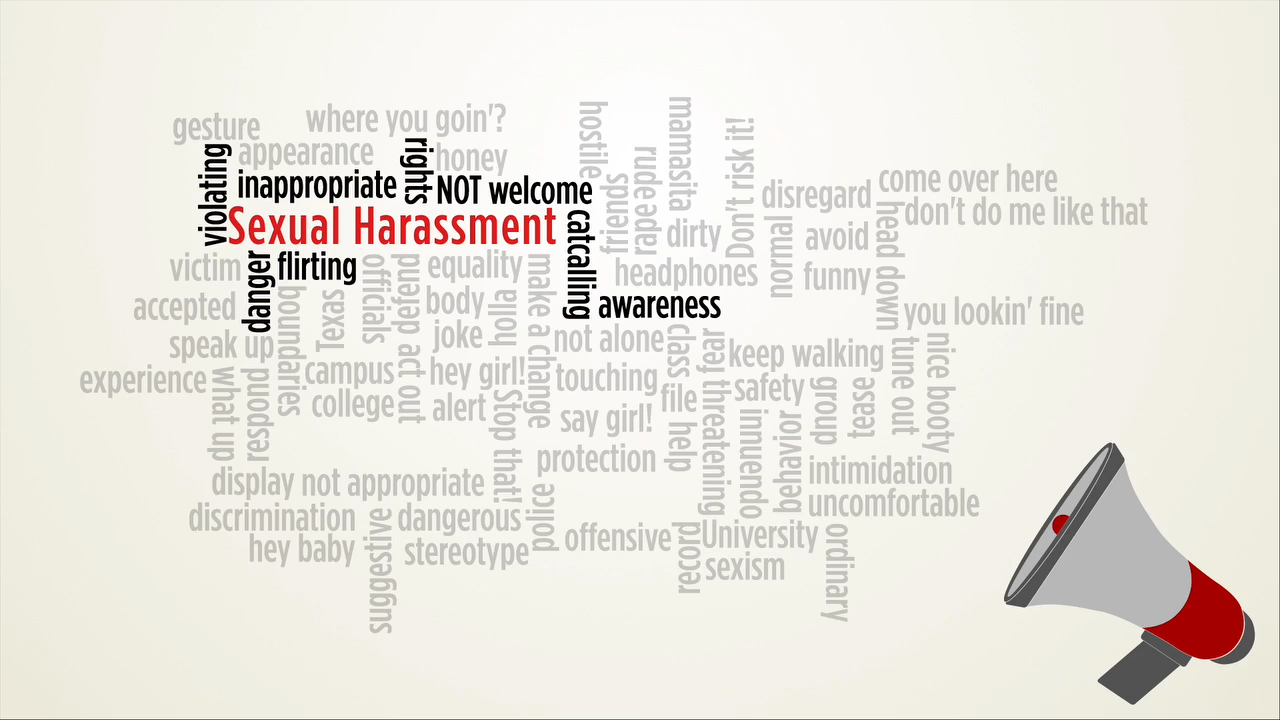 gesture
where you goin'?
hostile
mamasita
Don't risk it!
violating
appearance
rights
honey
inappropriate
NOT welcome
Sexual Harassment
catcalling
friends
rude
dape
dirty
disregard
come over here
don't do me like that
head down
normal
avoid
victim
danger
flirting
officials
defend
equality
make a change
headphones
funny
accepted
boundaries
Texas
body
holla
awareness
you lookin' fine
speak up
joke
not alone
class
fear
keep walking
tune out
nice booty
experience
what up
respond
campus
act out
hey girl!
touching
safety
college
alert
Stop that!
say girl!
file
help
threatening
innuendo
behavior
group
tease
protection
intimidation
display
not appropriate
uncomfortable
discrimination
suggestive
dangerous
police
offensive
record
University
ordinary
hey baby
stereotype
sexism